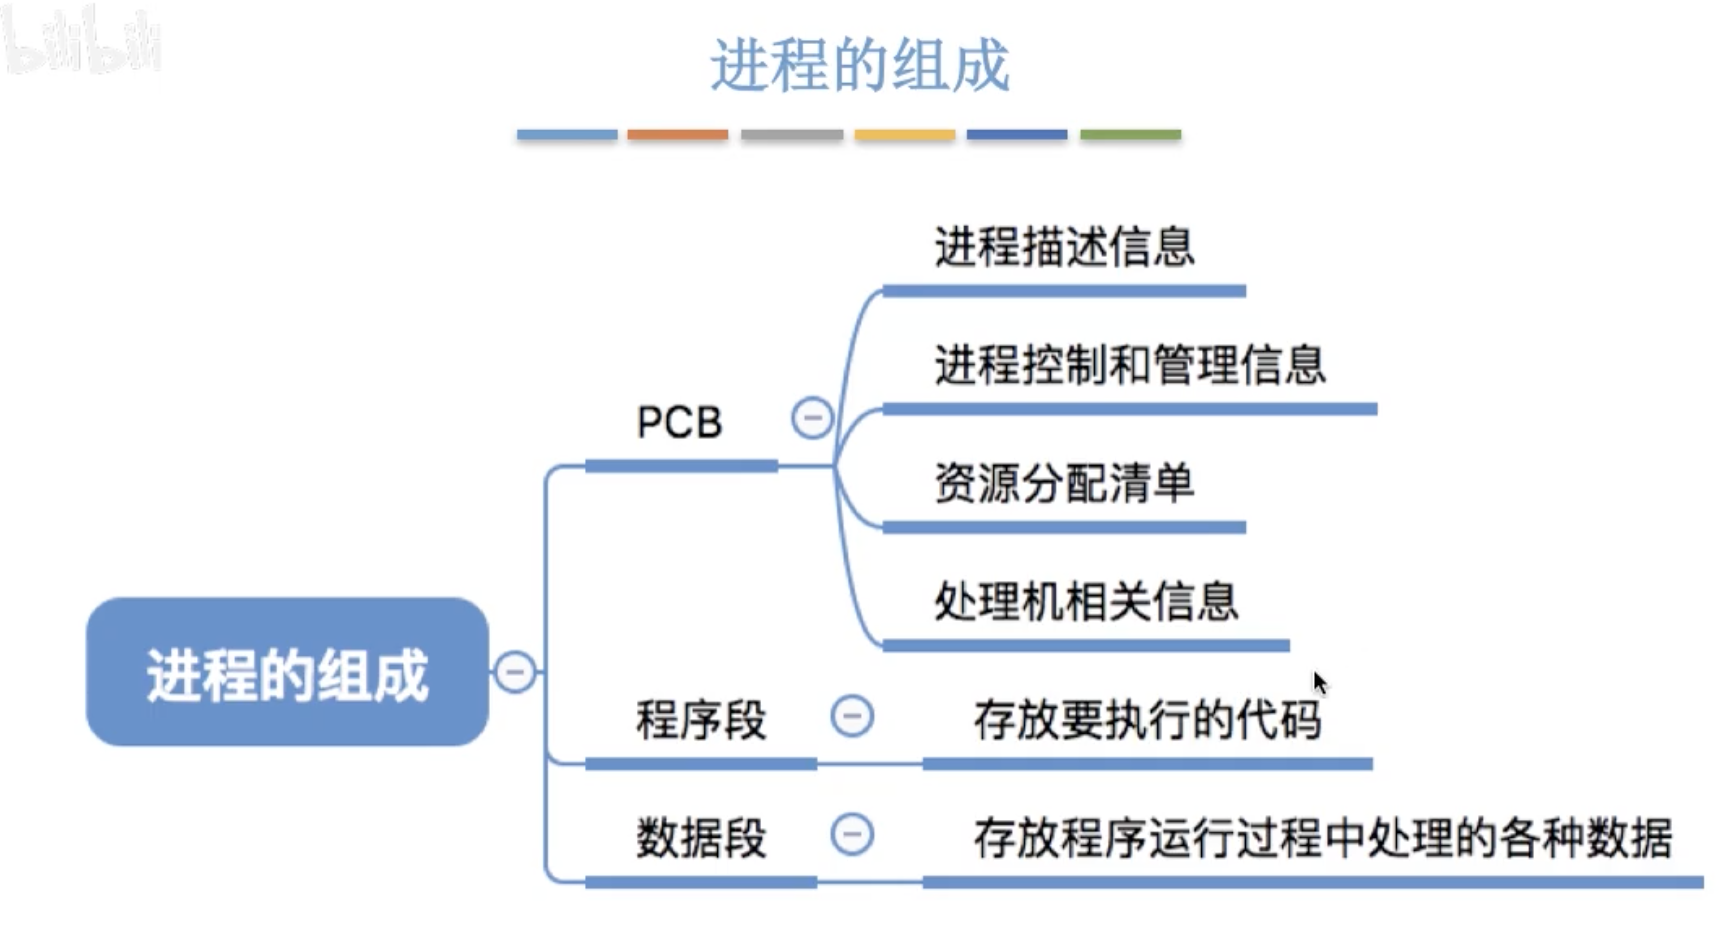 bilibili
进程的组成
进程描述信息
进程控制和管理信息
PCB
资源分配清单
处理机相关信息
进程的组成
程序段
存放要执行的代码
数据段
存放程序运行过程中处理的各种数据